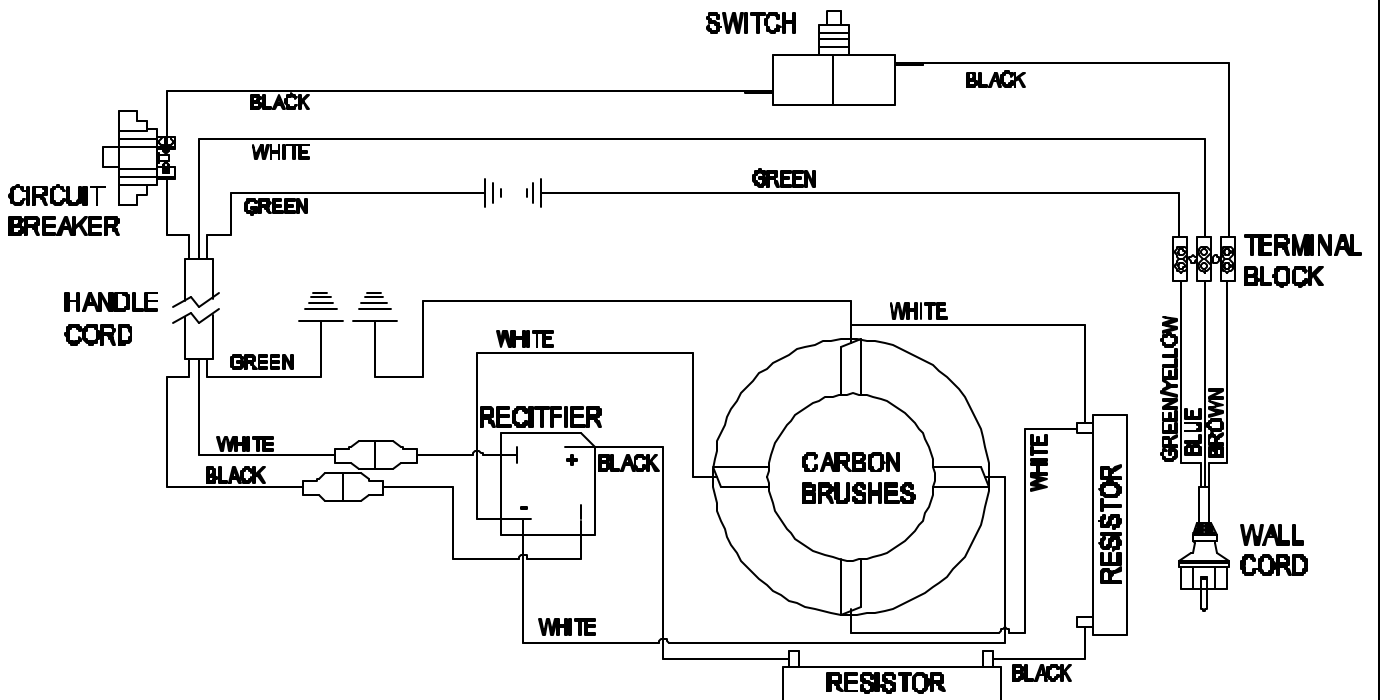 SWITCH
BLACK
BLACK
WHITE
GREEN
CIRCUIT
BREAKER
GREEN
TERMINAL
BLOCK
HANDLE
CORD
WHITE
WHITE
GREEN
GREEN/YELLOW
BLUE
BROWN
RECITFIER
WHITE
+
BLACK
CARBON
BRUSHES
WHITE
BLACK
-
RESISTOR
WALL
CORD
WHITE
BLACK
RESISTOR